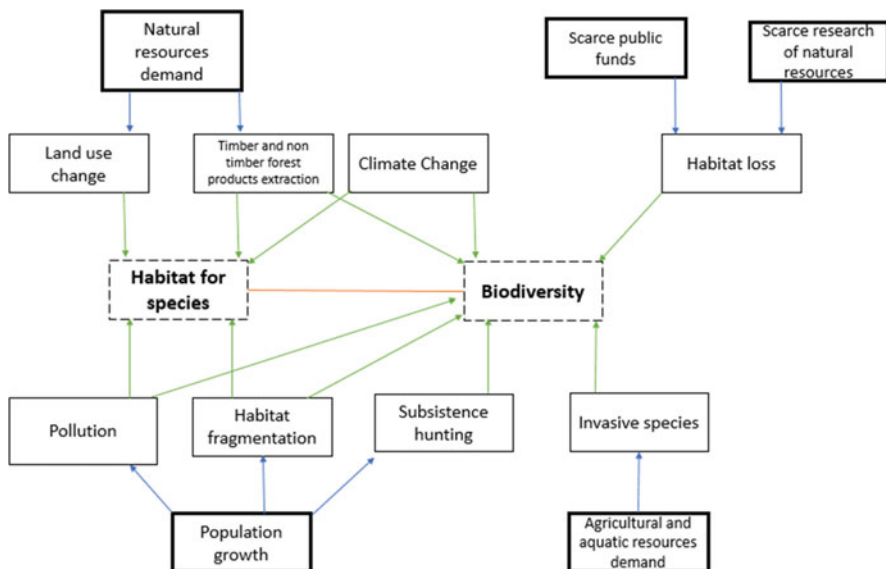 Natural
resources
demand
Scarce public
funds
Scarce research
of natural
resources
Land use
change
Timber and non
timber forest
products extraction
Climate Change
Habitat loss
Habitat for
species
Biodiversity
Pollution
Habitat
fragmentation
Subsistence
hunting
Invasive species
Population
growth
Agricultural and
aquatic resources
demand